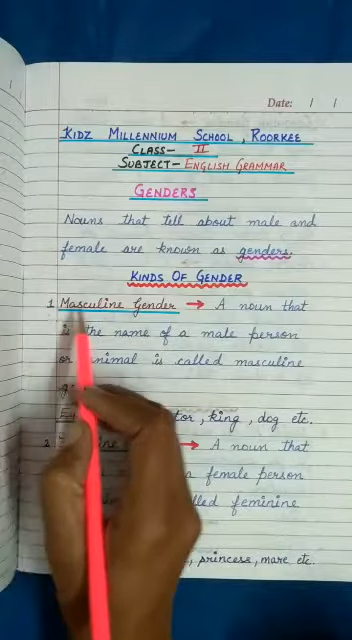 Date: / /
KIDZ MILLENNIUM SCHOOL, ROORKEE
CLASS- II
SUBJECT- ENGLISH GRAMMAR
GENDERS
Nouns that tell about male and
female are known as genders.
KINDS OF GENDER
1 Masculine Gender → A noun that
is the name of a male person
or animal is called masculine
tor, king, dog etc.
2 → A noun that
a female person
lled feminine
, princess, mare etc.